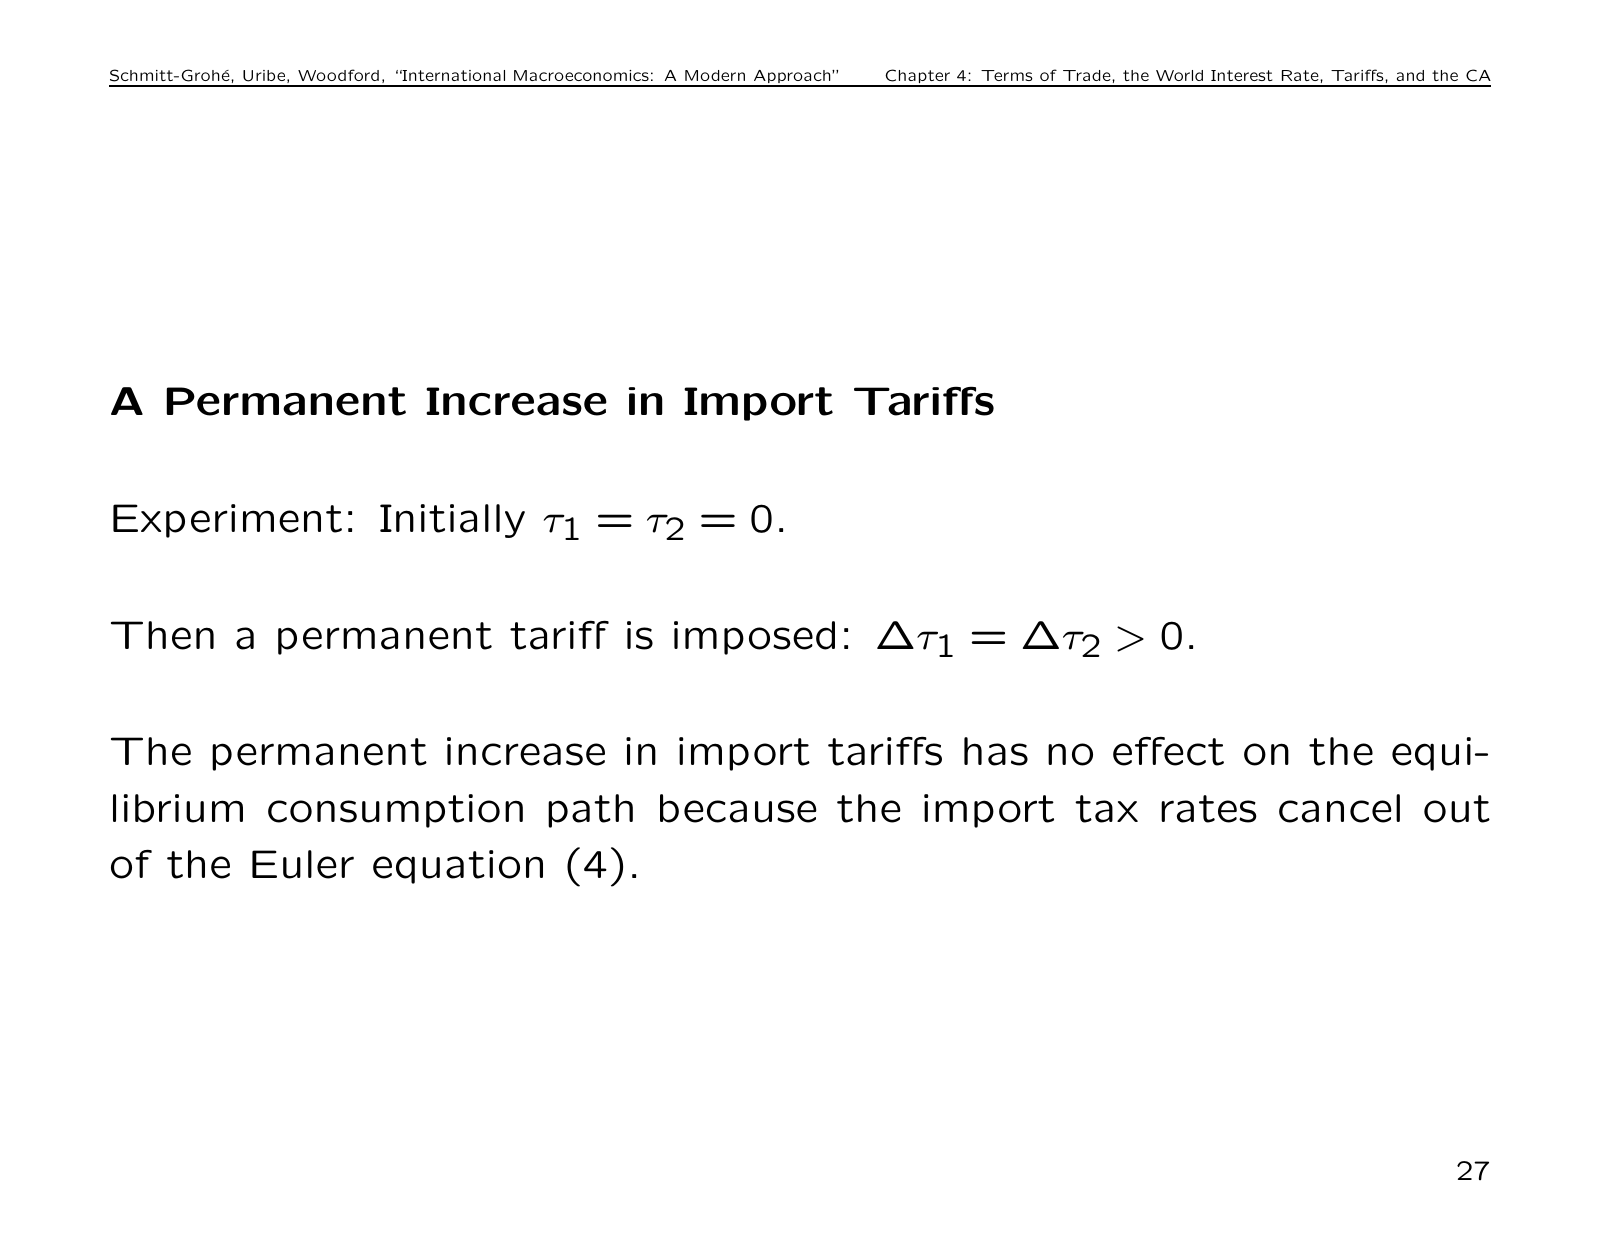 Schmitt-Grohé, Uribe, Woodford, “International Macroeconomics: A Modern Approach” Chapter 4: Terms of Trade, the World Interest Rate, Tariffs, and the CA
A Permanent Increase in Import Tariffs
Experiment: Initially τ₁ = τ₂ = 0.
Then a permanent tariff is imposed: Δτ₁ = Δτ₂ > 0.
The permanent increase in import tariffs has no effect on the equi-
librium consumption path because the import tax rates cancel out
of the Euler equation (4).
27